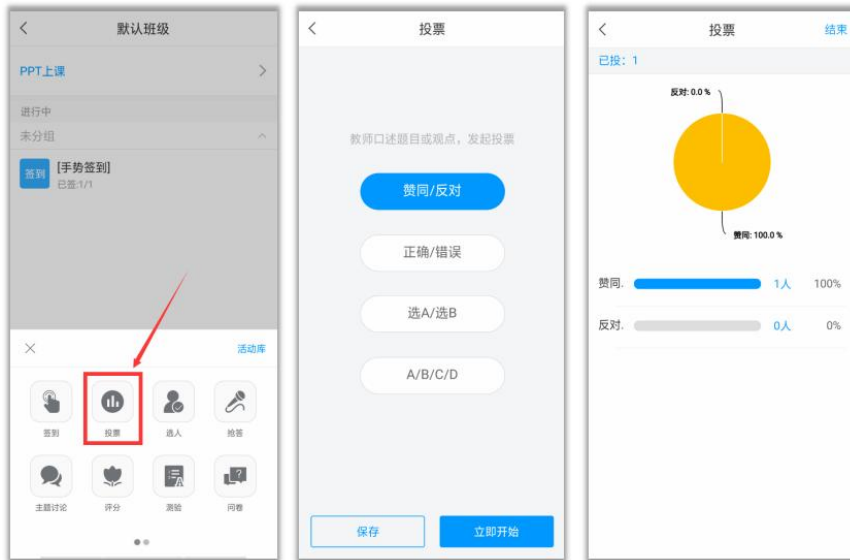 默认班级
PPT上课
进行中
未分组
签到
[手势签到]
已签:1/1
活动库
签到
投票
选人
抢答
主题讨论
评分
测验
问卷
投票
教师口述题目或观点，发起投票
赞同/反对
正确/错误
选A/选B
A/B/C/D
保存
立即开始
投票
结束
已投：1
反对: 0.0 %
赞同: 100.0 %
赞同. 1人 100%
反对. 0人 0%